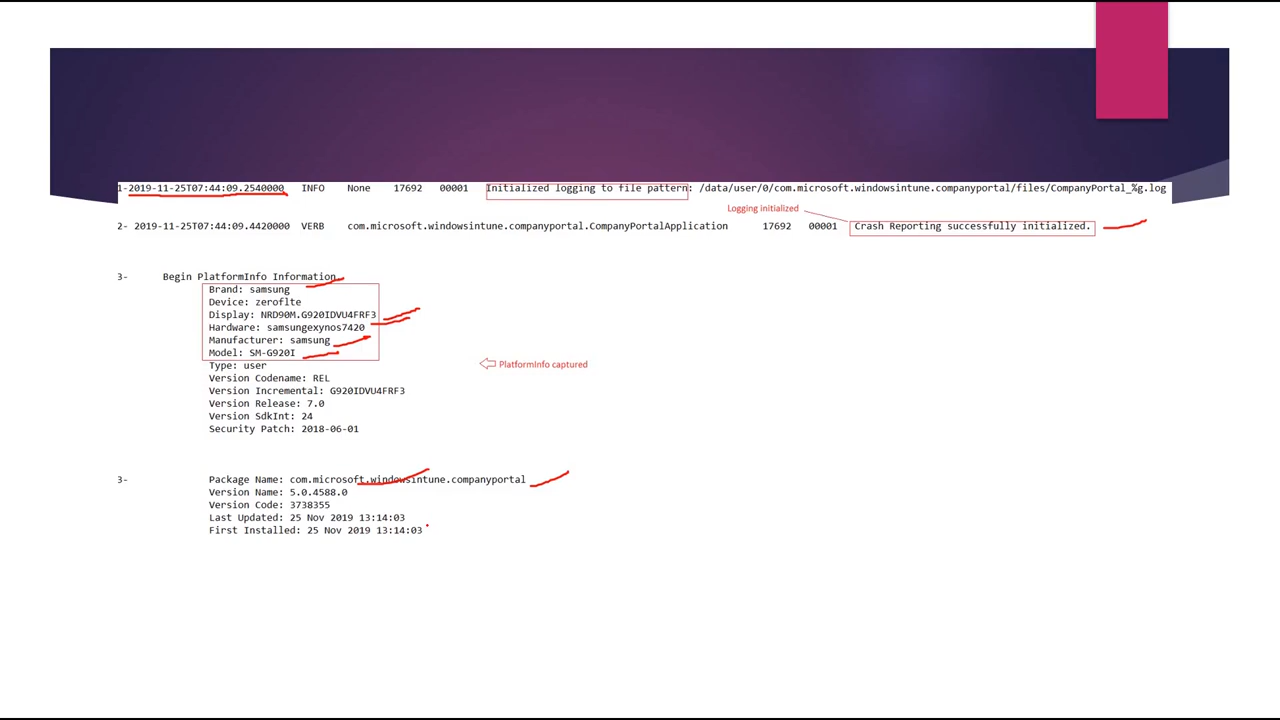 1-2019-11-25T07:44:09.2540000 INFO None 17692 00001 Initialized logging to file pattern: /data/user/0/com.microsoft.windowsintune.companyportal/files/CompanyPortal_%g.log
Logging initialized
2- 2019-11-25T07:44:09.4420000 VERB com.microsoft.windowsintune.companyportal.CompanyPortalApplication 17692 00001 Crash Reporting successfully initialized.
3- Begin PlatformInfo Information
Brand: samsung
Device: zeroflte
Display: NRD90M.G920IDVU4FRF3
Hardware: samsungexynos7420
Manufacturer: samsung
Model: SM-G920I
Type: user
PlatformInfo captured
Version Codename: REL
Version Incremental: G920IDVU4FRF3
Version Release: 7.0
Version SdkInt: 24
Security Patch: 2018-06-01
3- Package Name: com.microsoft.windowsintune.companyportal
Version Name: 5.0.4588.0
Version Code: 3738355
Last Updated: 25 Nov 2019 13:14:03
First Installed: 25 Nov 2019 13:14:03